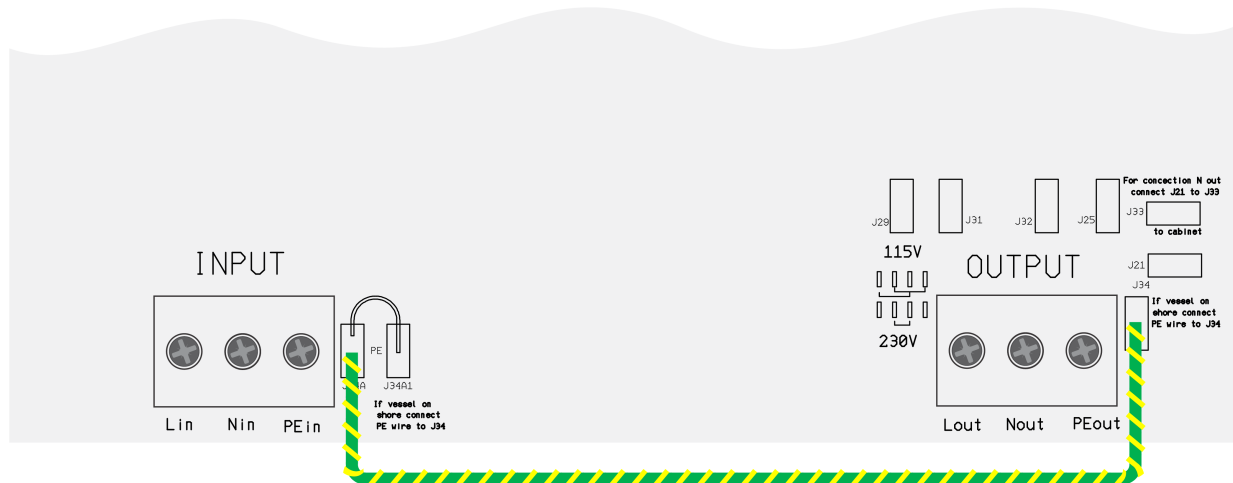 For concection N out
connect J21 to J33
J29
J31
J32
J25
J33
to cabinet
115V
INPUT
OUTPUT
J21
J34
If vessel on
shore connect
PE wire to J34
230V
PE
J34A1
If vessel on
shore connect
PE wire to J34
Lin
Nin
PEin
Lout
Nout
PEout